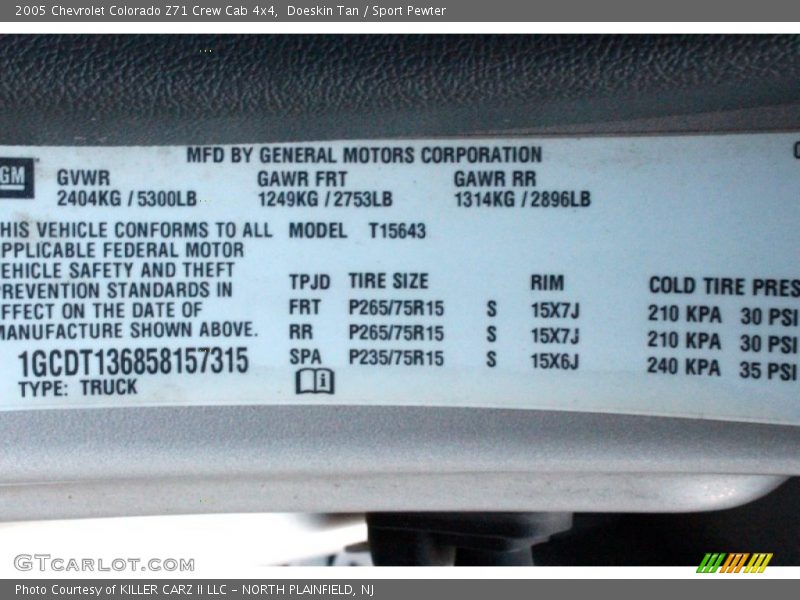 2005 Chevrolet Colorado Z71 Crew Cab 4x4, Doeskin Tan / Sport Pewter
MFD BY GENERAL MOTORS CORPORATION
GM
GVWR GAWR FRT GAWR RR
2404KG / 5300LB 1249KG / 2753LB 1314KG / 2896LB
HIS VEHICLE CONFORMS TO ALL MODEL T15643
PPLICABLE FEDERAL MOTOR
EHICLE SAFETY AND THEFT
REVENTION STANDARDS IN
FFECT ON THE DATE OF
MANUFACTURE SHOWN ABOVE.
1GCDT136858157315
TYPE: TRUCK
TPJD TIRE SIZE RIM COLD TIRE PRES
FRT P265/75R15 S 15X7J 210 KPA 30 PSI
RR P265/75R15 S 15X7J 210 KPA 30 PSI
SPA P235/75R15 S 15X6J 240 KPA 35 PSI
GTcarlot.com
Photo Courtesy of KILLER CARZ II LLC – NORTH PLAINFIELD, NJ